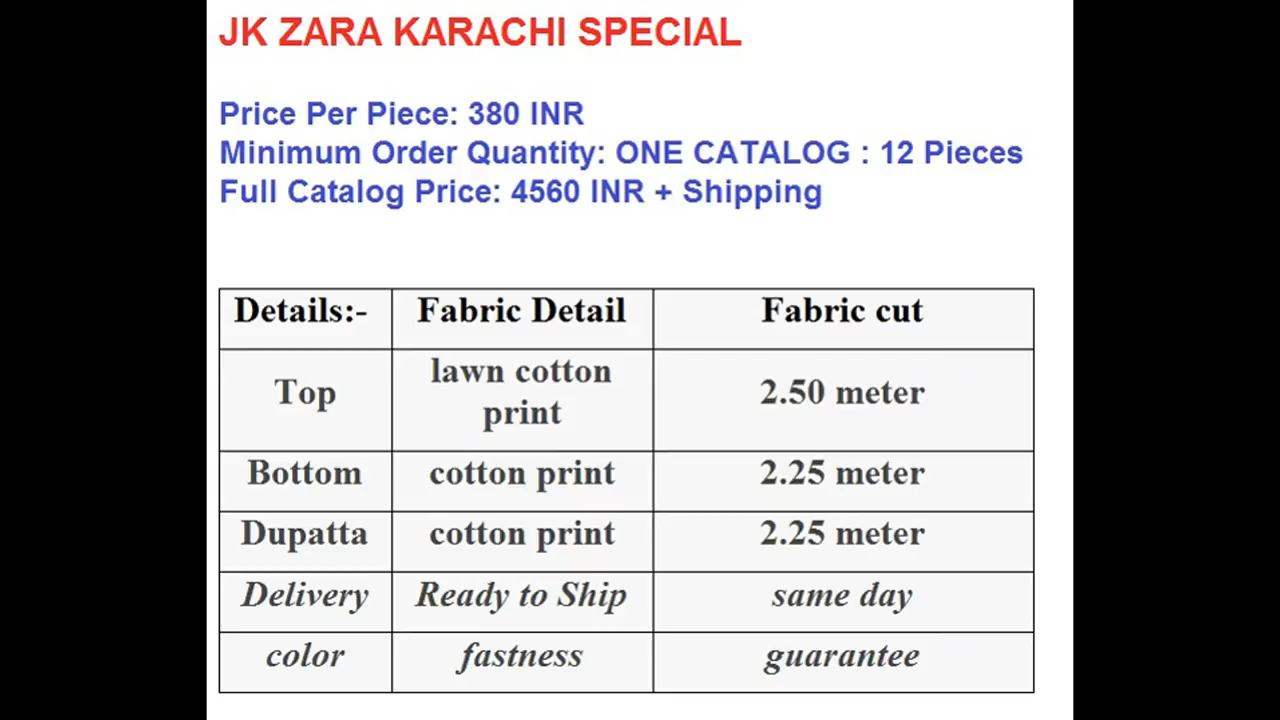 JK ZARA KARACHI SPECIAL
Price Per Piece: 380 INR
Minimum Order Quantity: ONE CATALOG : 12 Pieces
Full Catalog Price: 4560 INR + Shipping
Details:- Fabric Detail Fabric cut
Top lawn cotton print 2.50 meter
Bottom cotton print 2.25 meter
Dupatta cotton print 2.25 meter
Delivery Ready to Ship same day
color fastness guarantee